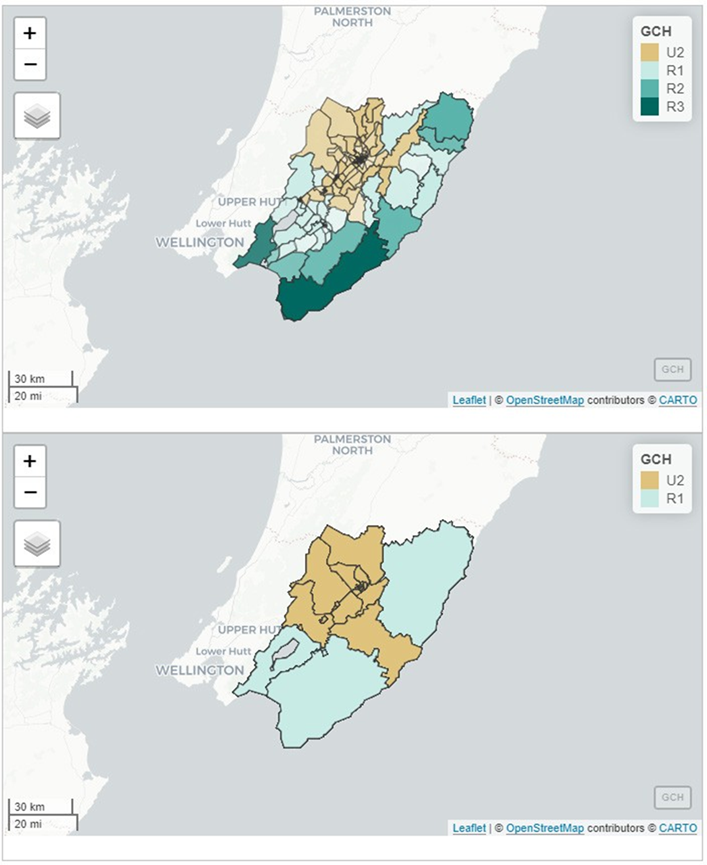 PALMERSTON
NORTH
+
−
GCH
U2
R1
R2
R3
UPPER HUT
Lower Hutt
WELLINGTON
30 km
20 mi
GCH
Leaflet | © OpenStreetMap contributors © CARTO
PALMERSTON
NORTH
+
−
GCH
U2
R1
UPPER HUT
Lower Hutt
WELLINGTON
30 km
20 mi
GCH
Leaflet | © OpenStreetMap contributors © CARTO